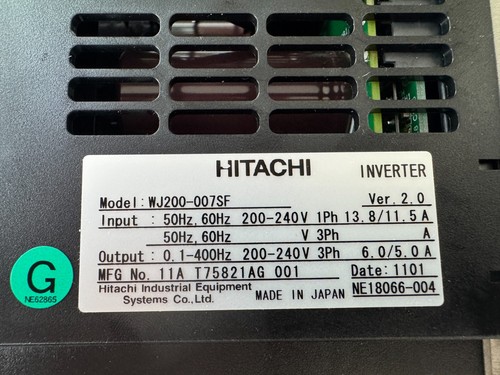 HITACHI INVERTER
Model: WJ200-007SF Ver. 2.0
Input : 50Hz, 60Hz 200-240V 1Ph 13.8/11.5 A
50Hz, 60Hz V 3Ph A
Output: 0.1-400Hz 200-240V 3Ph 6.0/5.0 A
MFG No. 11A T75821AG 001 Date: 1101
Hitachi Industrial Equipment
Systems Co., Ltd. MADE IN JAPAN NE18066-004
G
NE62865